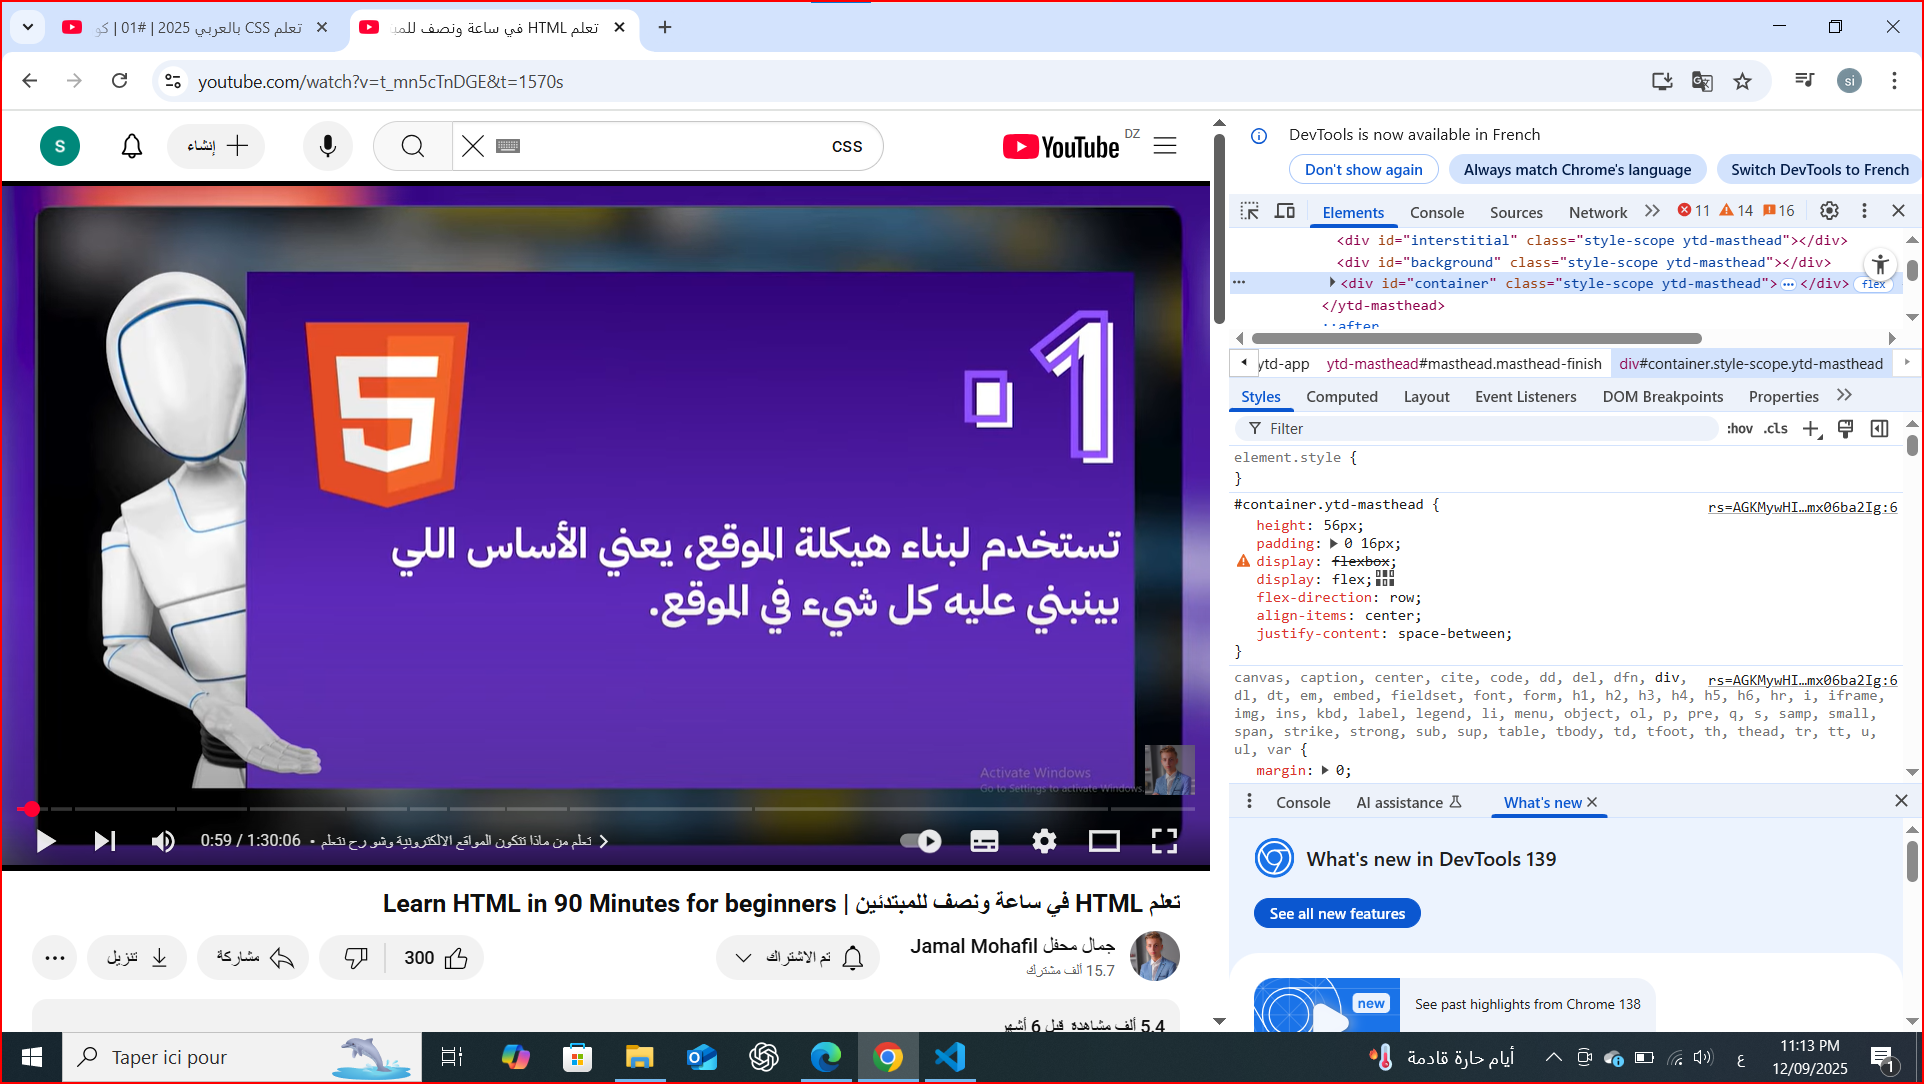 تعلم CSS بالعربي 2025 | #01 | كو
تعلم HTML في ساعة ونصف للمبتد
youtube.com/watch?v=t_mn5cTnDGE&t=1570s
si
S
إنشاء
css
YouTube DZ
تستخدم لبناء هيكلة الموقع، يعني الأساس اللي
بينبني عليه كل شيء في الموقع.
1
5
Activate Windows
Go to Settings to activate Windows.
0:59 / 1:30:06 • تعلم من ماذا تتكون المواقع الالكترونية وشو رح نتعلم
تعلم HTML في ساعة ونصف للمبتدئين | Learn HTML in 90 Minutes for beginners
جمال محفل Jamal Mohafil
15.7 ألف مشترك
تم الاشتراك
300
مشاركة
تنزيل
5.4 ألف مشاهدة قبل 6 أشهر
DevTools is now available in French
Don't show again
Always match Chrome's language
Switch DevTools to French
Elements Console Sources Network 11 14 16
<div id="interstitial" class="style-scope ytd-masthead"></div>
<div id="background" class="style-scope ytd-masthead"></div>
<div id="container" class="style-scope ytd-masthead"> … </div> flex
</ytd-masthead>
::after
ytd-app ytd-masthead#masthead.masthead-finish div#container.style-scope.ytd-masthead
Styles Computed Layout Event Listeners DOM Breakpoints Properties
Filter :hov .cls
element.style {
}
#container.ytd-masthead { rs=AGKMywHI…mx06ba2Ig:6
height: 56px;
padding: 0 16px;
display: flexbox;
display: flex;
flex-direction: row;
align-items: center;
justify-content: space-between;
}
canvas, caption, center, cite, code, dd, del, dfn, div, rs=AGKMywHI…mx06ba2Ig:6
dl, dt, em, embed, fieldset, font, form, h1, h2, h3, h4, h5, h6, hr, i, iframe,
img, ins, kbd, label, legend, li, menu, object, ol, p, pre, q, s, samp, small,
span, strike, strong, sub, sup, table, tbody, td, tfoot, th, thead, tr, tt, u,
ul, var {
margin: 0;
Console AI assistance What's new
What's new in DevTools 139
See all new features
new
See past highlights from Chrome 138
Taper ici pour
أيام حارة قادمة
ع
11:13 PM
12/09/2025
1